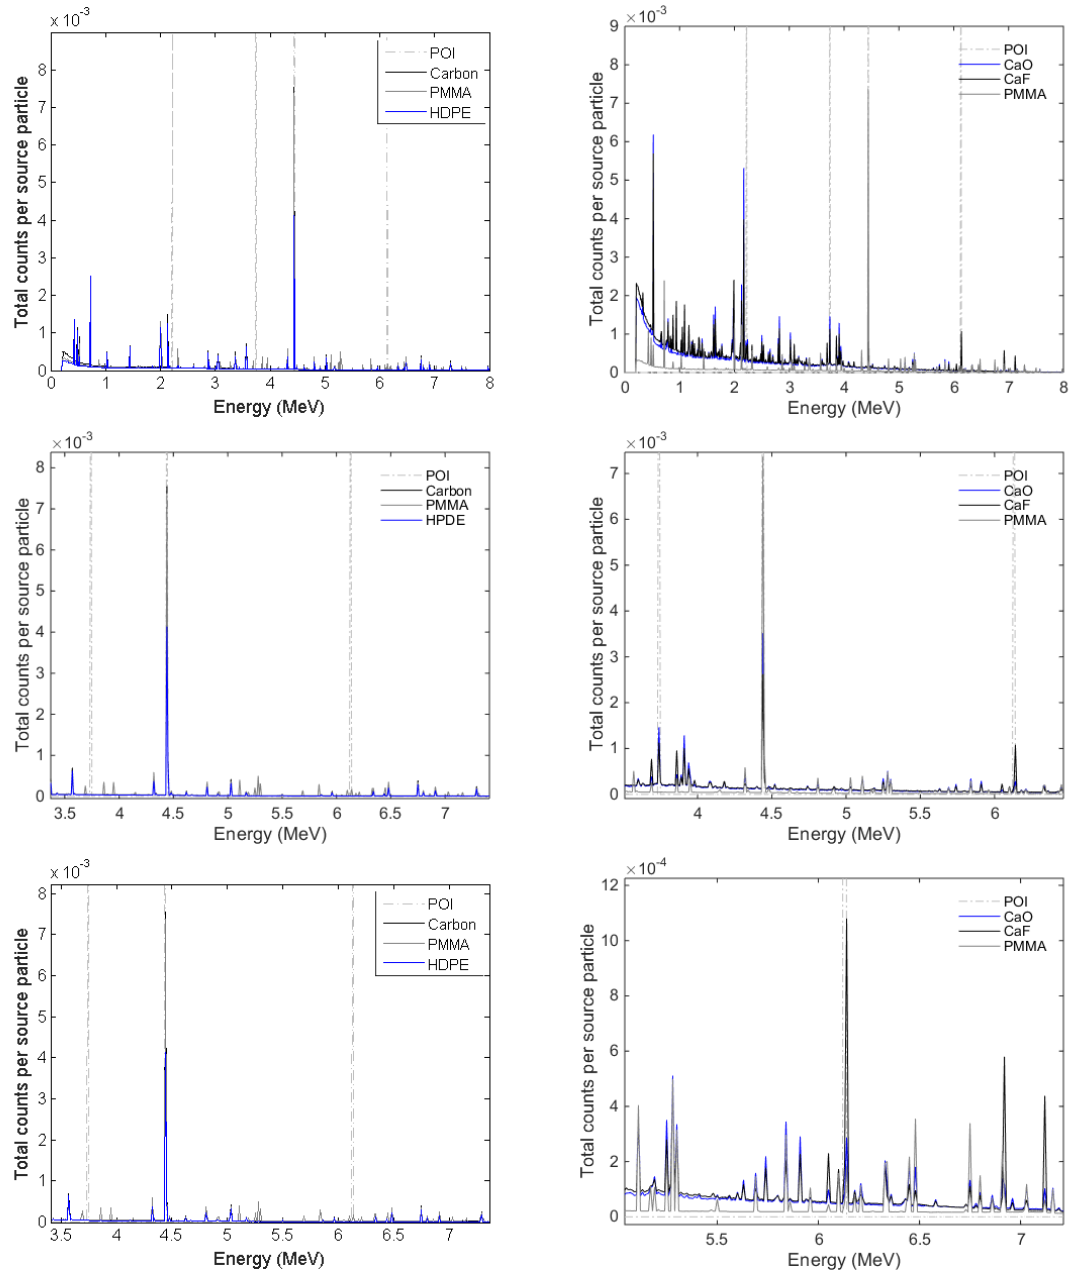 × 10⁻³
9
8
7
6
5
4
3
2
1
0
0 1 2 3 4 5 6 7 8
Total counts per source particle
Energy (MeV)
POI
Carbon
PMMA
HDPE
×10⁻³
9
8
7
6
5
4
3
2
1
0
0 1 2 3 4 5 6 7 8
Total counts per source particle
Energy (MeV)
POI
CaO
CaF
PMMA
×10⁻³
8
7
6
5
4
3
2
1
0
3.5 4 4.5 5 5.5 6 6.5 7
Total counts per source particle
Energy (MeV)
POI
Carbon
PMMA
HPDE
×10⁻³
7
6
5
4
3
2
1
0
4 4.5 5 5.5 6
Total counts per source particle
Energy (MeV)
POI
CaO
CaF
PMMA
× 10⁻³
8
7
6
5
4
3
2
1
0
3.5 4 4.5 5 5.5 6 6.5 7
Total counts per source particle
Energy (MeV)
POI
Carbon
PMMA
HDPE
×10⁻⁴
12
10
8
6
4
2
0
5.5 6 6.5 7
Total counts per source particle
Energy (MeV)
POI
CaO
CaF
PMMA